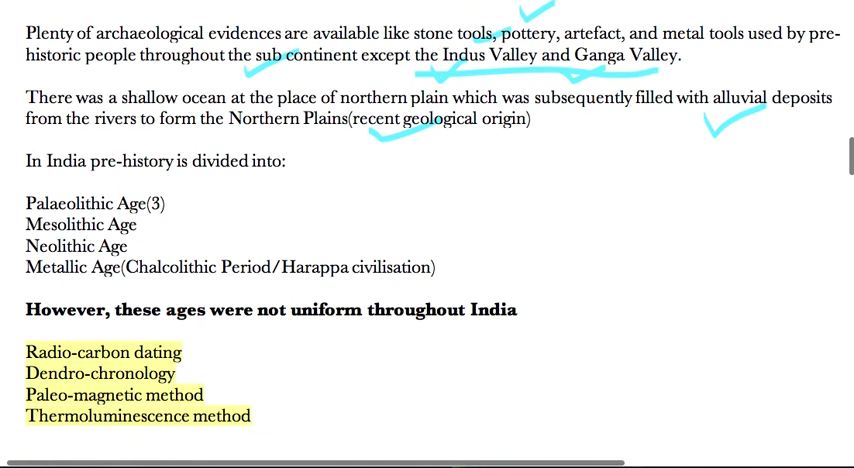 Plenty of archaeological evidences are available like stone tools, pottery, artefact, and metal tools used by pre-
historic people throughout the sub continent except the Indus Valley and Ganga Valley.
There was a shallow ocean at the place of northern plain which was subsequently filled with alluvial deposits
from the rivers to form the Northern Plains(recent geological origin)
In India pre-history is divided into:
Palaeolithic Age(3)
Mesolithic Age
Neolithic Age
Metallic Age(Chalcolithic Period/Harappa civilisation)
However, these ages were not uniform throughout India
Radio-carbon dating
Dendro-chronology
Paleo-magnetic method
Thermoluminescence method